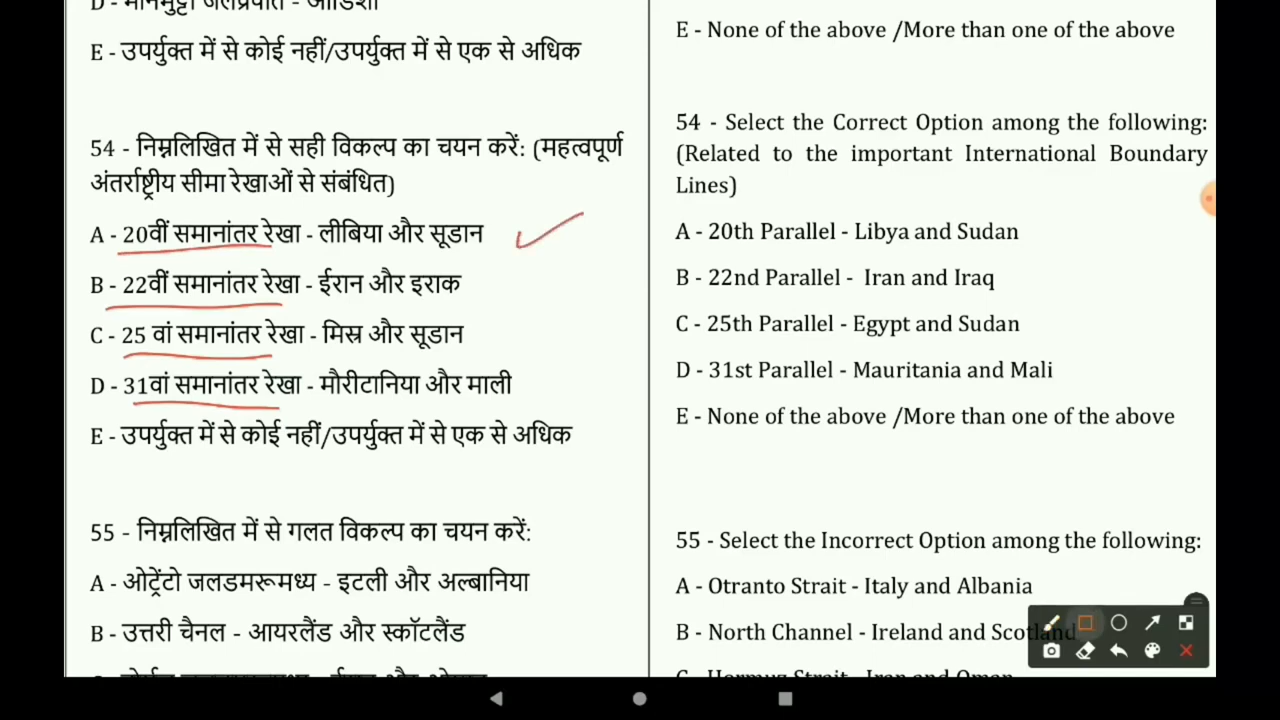 E - उपर्युक्त में से कोई नहीं/उपर्युक्त में से एक से अधिक
54 - निम्नलिखित में से सही विकल्प का चयन करें: (महत्वपूर्ण
अंतर्राष्ट्रीय सीमा रेखाओं से संबंधित)
A - 20वीं समानांतर रेखा - लीबिया और सूडान
B - 22वीं समानांतर रेखा - ईरान और इराक
C - 25 वां समानांतर रेखा - मिस्र और सूडान
D - 31वां समानांतर रेखा - मौरीटानिया और माली
E - उपर्युक्त में से कोई नहीं/उपर्युक्त में से एक से अधिक
55 - निम्नलिखित में से गलत विकल्प का चयन करें:
A - ओट्रेंटो जलडमरूमध्य - इटली और अल्बानिया
B - उत्तरी चैनल - आयरलैंड और स्कॉटलैंड
E - None of the above /More than one of the above
54 - Select the Correct Option among the following:
(Related to the important International Boundary
Lines)
A - 20th Parallel - Libya and Sudan
B - 22nd Parallel - Iran and Iraq
C - 25th Parallel - Egypt and Sudan
D - 31st Parallel - Mauritania and Mali
E - None of the above /More than one of the above
55 - Select the Incorrect Option among the following:
A - Otranto Strait - Italy and Albania
B - North Channel - Ireland and Scotland
C - Hormuz Strait - Iran and Oman